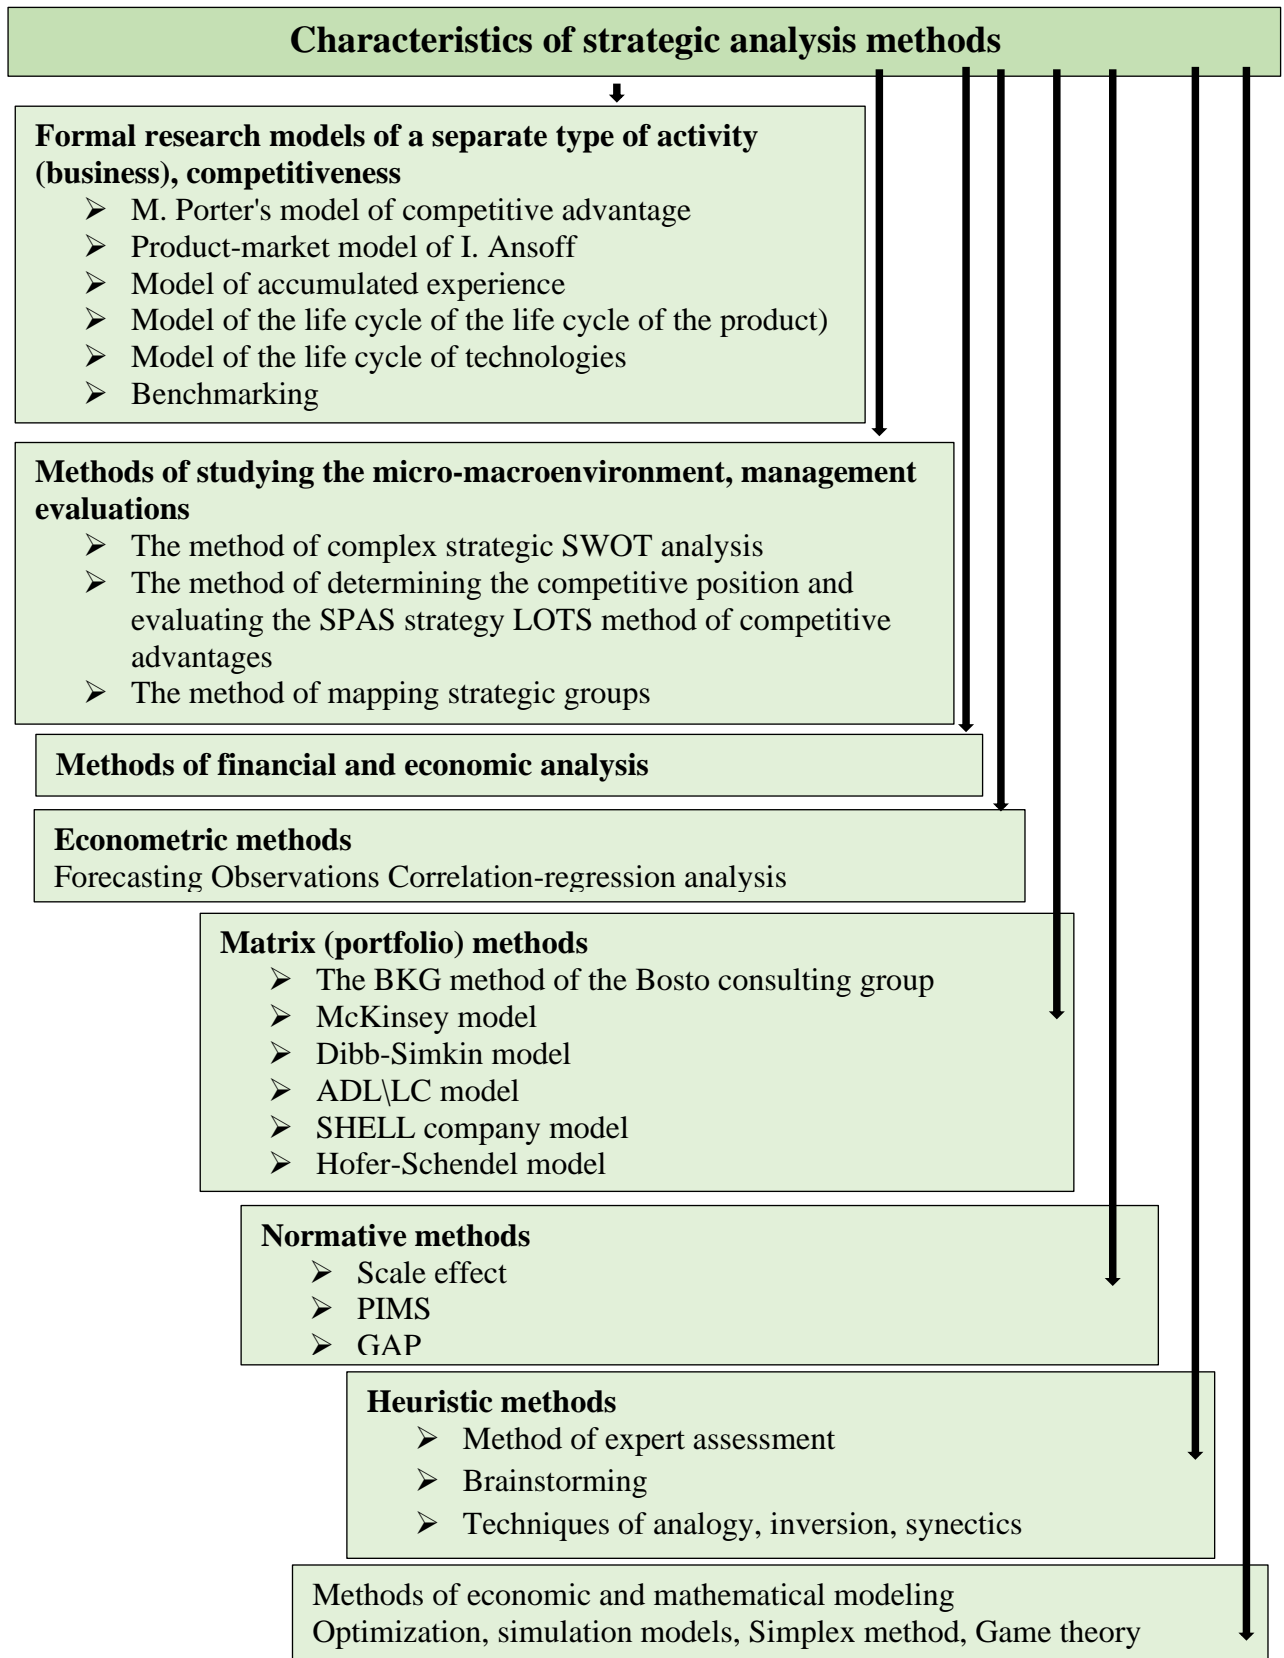 Characteristics of strategic analysis methods
Formal research models of a separate type of activity
(business), competitiveness
➢ M. Porter's model of competitive advantage
➢ Product-market model of I. Ansoff
➢ Model of accumulated experience
➢ Model of the life cycle of the life cycle of the product)
➢ Model of the life cycle of technologies
➢ Benchmarking
Methods of studying the micro-macroenvironment, management
evaluations
➢ The method of complex strategic SWOT analysis
➢ The method of determining the competitive position and
evaluating the SPAS strategy LOTS method of competitive
advantages
➢ The method of mapping strategic groups
Methods of financial and economic analysis
Econometric methods
Forecasting Observations Correlation-regression analysis
Matrix (portfolio) methods
➢ The BKG method of the Bosto consulting group
➢ McKinsey model
➢ Dibb-Simkin model
➢ ADL\LC model
➢ SHELL company model
➢ Hofer-Schendel model
Normative methods
➢ Scale effect
➢ PIMS
➢ GAP
Heuristic methods
➢ Method of expert assessment
➢ Brainstorming
➢ Techniques of analogy, inversion, synectics
Methods of economic and mathematical modeling
Optimization, simulation models, Simplex method, Game theory